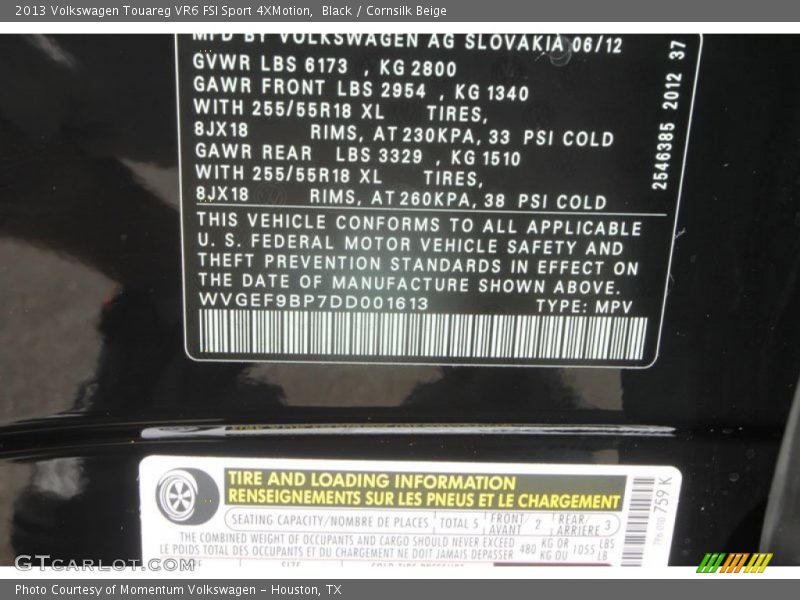 2013 Volkswagen Touareg VR6 FSI Sport 4XMotion, Black / Cornsilk Beige
MFD BY VOLKSWAGEN AG SLOVAKIA 06/12
GVWR LBS 6173 , KG 2800
GAWR FRONT LBS 2954 , KG 1340
WITH 255/55R18 XL TIRES,
8JX18 RIMS, AT 230KPA, 33 PSI COLD
GAWR REAR LBS 3329 , KG 1510
WITH 255/55R18 XL TIRES,
8JX18 RIMS, AT 260KPA, 38 PSI COLD
2546385 2012 37
THIS VEHICLE CONFORMS TO ALL APPLICABLE
U. S. FEDERAL MOTOR VEHICLE SAFETY AND
THEFT PREVENTION STANDARDS IN EFFECT ON
THE DATE OF MANUFACTURE SHOWN ABOVE.
WVGEF9BP7DD001613 TYPE: MPV
TIRE AND LOADING INFORMATION
RENSEIGNEMENTS SUR LES PNEUS ET LE CHARGEMENT
SEATING CAPACITY/NOMBRE DE PLACES TOTAL 5 FRONT AVANT 2 REAR/ ARRIÈRE 3
THE COMBINED WEIGHT OF OCCUPANTS AND CARGO SHOULD NEVER EXCEED 480 KG OR 1055 LBS
LE POIDS TOTAL DES OCCUPANTS ET DU CHARGEMENT NE DOIT JAMAIS DÉPASSER KG OU LB
7P6 010 759 K
GTCarLot.com
Photo Courtesy of Momentum Volkswagen - Houston, TX